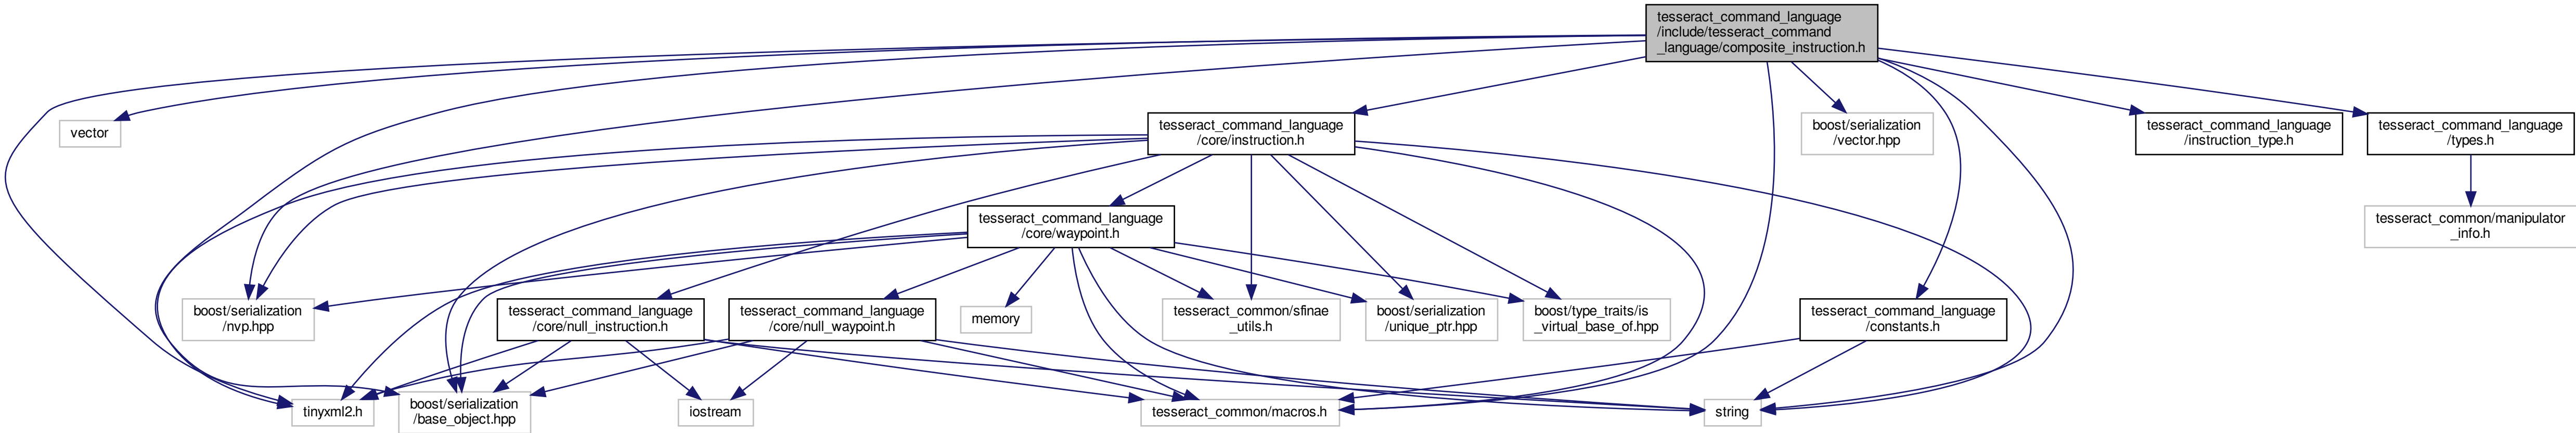 tesseract_command_language
/include/tesseract_command
_language/composite_instruction.h
vector
tesseract_command_language
/core/instruction.h
boost/serialization
/vector.hpp
tesseract_command_language
/instruction_type.h
tesseract_command_language
/types.h
tesseract_command_language
/core/waypoint.h
tesseract_common/manipulator
_info.h
boost/serialization
/nvp.hpp
tesseract_command_language
/core/null_instruction.h
tesseract_command_language
/core/null_waypoint.h
memory
tesseract_common/sfinae
_utils.h
boost/serialization
/unique_ptr.hpp
boost/type_traits/is
_virtual_base_of.hpp
tesseract_command_language
/constants.h
tinyxml2.h
boost/serialization
/base_object.hpp
iostream
tesseract_common/macros.h
string